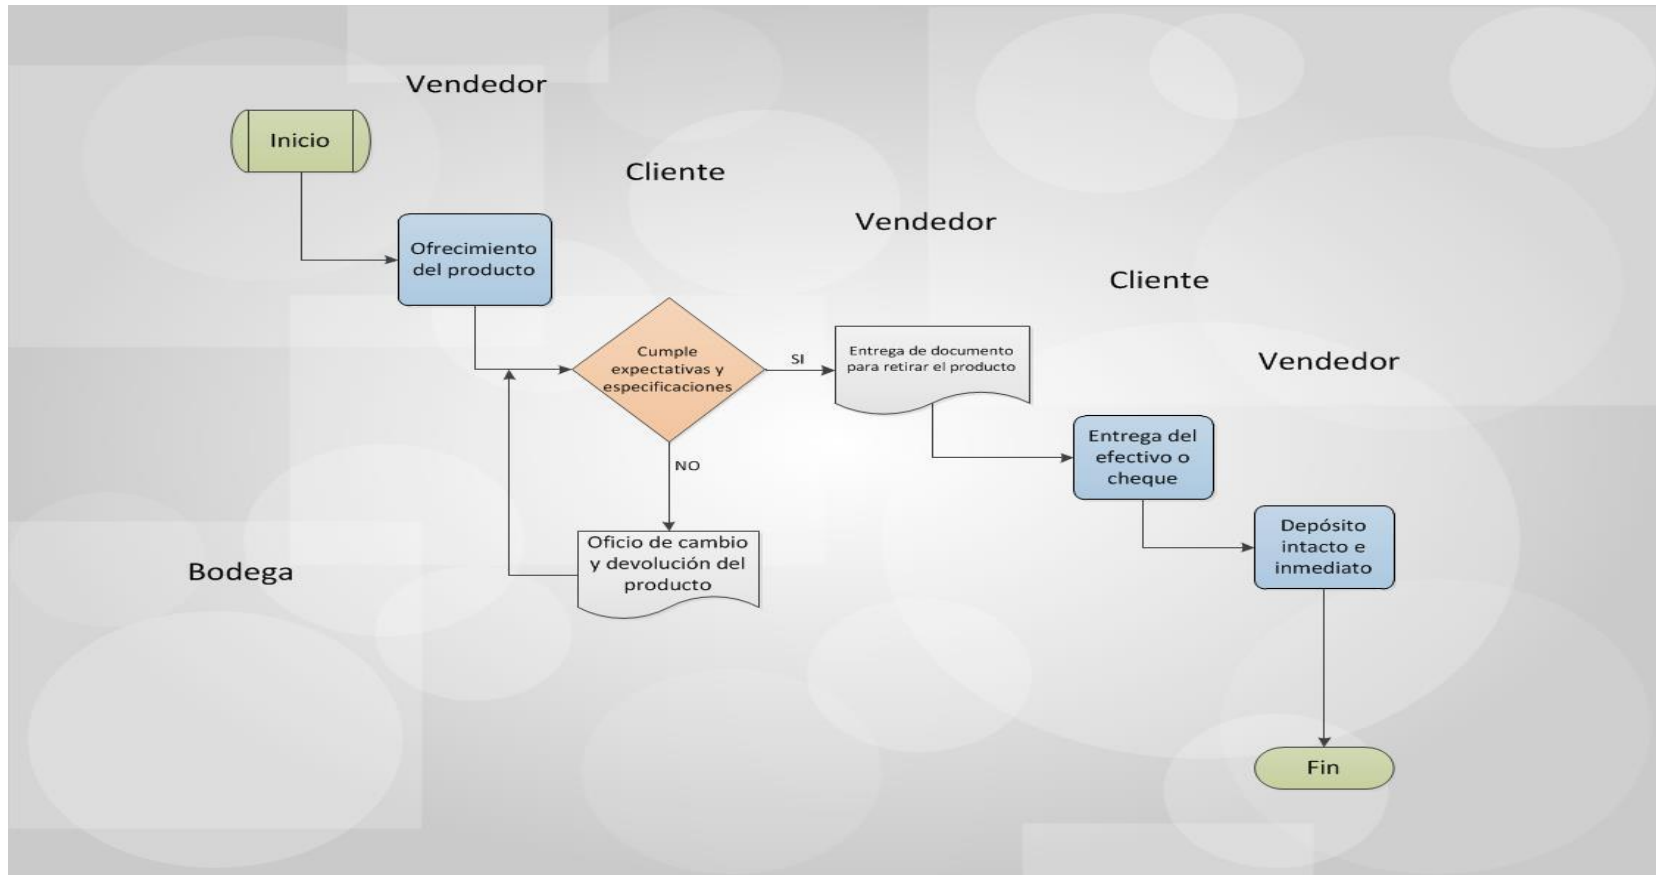 Vendedor
Inicio
Cliente
Vendedor
Ofrecimiento
del producto
Cliente
Cumple
expectativas y
especificaciones
SI
Entrega de documento
para retirar el producto
Vendedor
Entrega del
efectivo o
cheque
NO
Oficio de cambio
y devolución del
producto
Bodega
Depósito
intacto e
inmediato
Fin